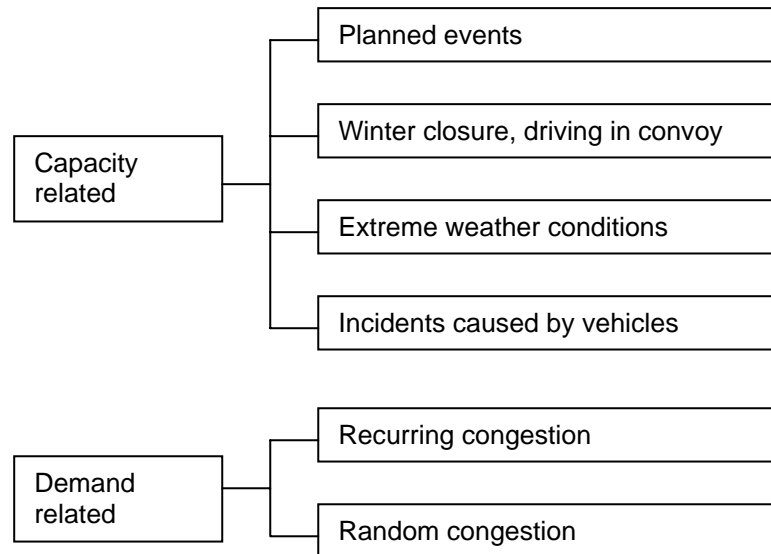 Capacity
related
Planned events
Winter closure, driving in convoy
Extreme weather conditions
Incidents caused by vehicles
Demand
related
Recurring congestion
Random congestion